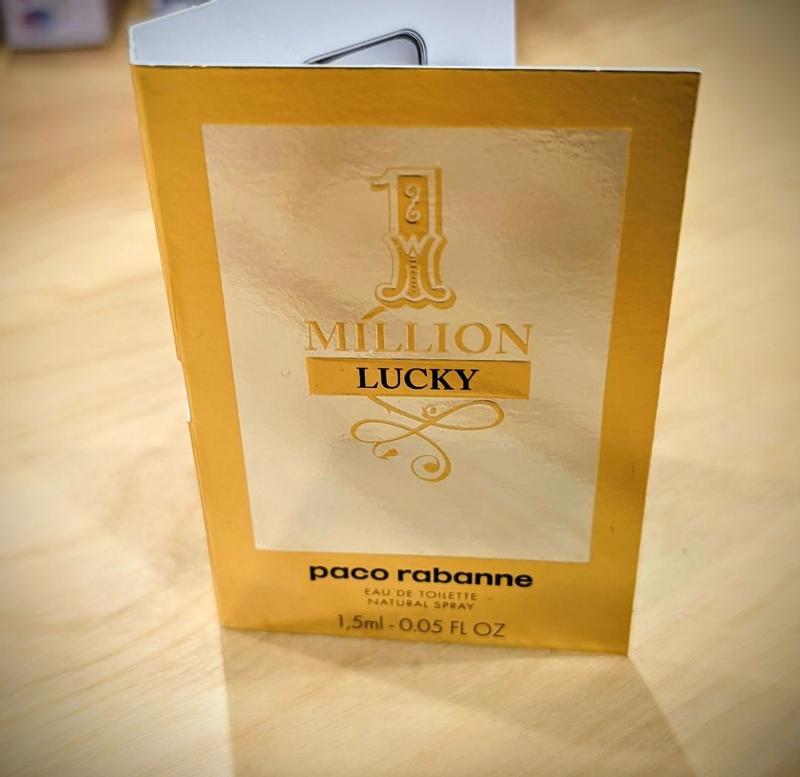 1
MILLION
LUCKY
paco rabanne
EAU DE TOILETTE
NATURAL SPRAY
1,5ml - 0.05 FL OZ